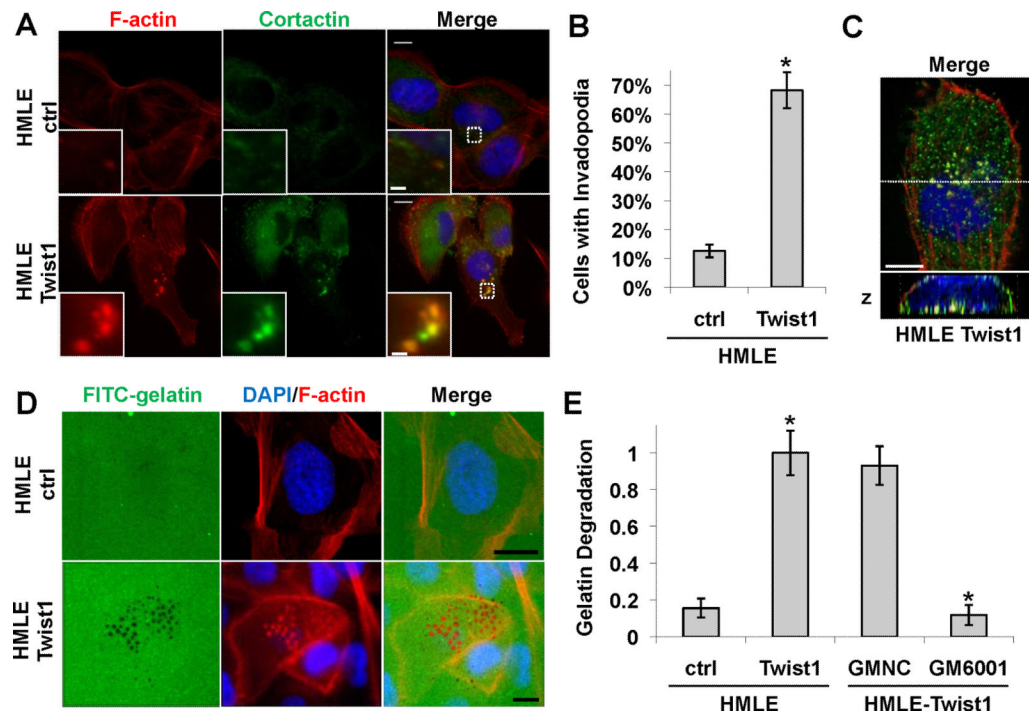 A
F-actin
Cortactin
Merge
HMLE
ctrl
HMLE
Twist1
B
Cells with Invadopodia
70%
60%
50%
40%
30%
20%
10%
0%
*
ctrl
Twist1
HMLE
C
Merge
z
HMLE Twist1
D
FITC-gelatin
DAPI/F-actin
Merge
HMLE
ctrl
HMLE
Twist1
E
Gelatin Degradation
1
0.8
0.6
0.4
0.2
0
*
*
ctrl
Twist1
GMNC
GM6001
HMLE
HMLE-Twist1